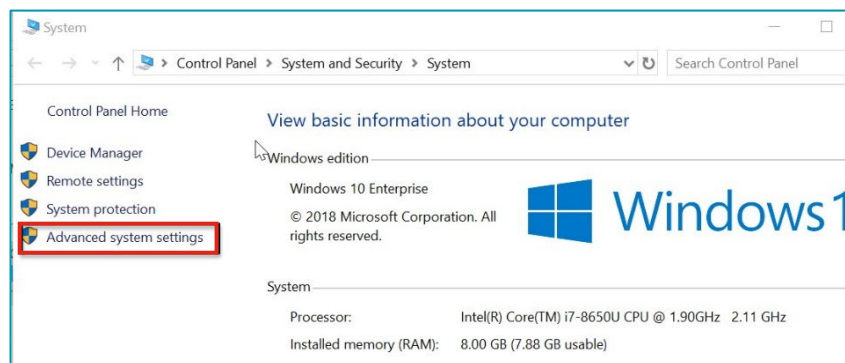 System
Control Panel > System and Security > System
Search Control Panel
Control Panel Home
Device Manager
Remote settings
System protection
Advanced system settings
View basic information about your computer
Windows edition
Windows 10 Enterprise
© 2018 Microsoft Corporation. All
rights reserved.
Windows 1
System
Processor: Intel(R) Core(TM) i7-8650U CPU @ 1.90GHz 2.11 GHz
Installed memory (RAM): 8.00 GB (7.88 GB usable)